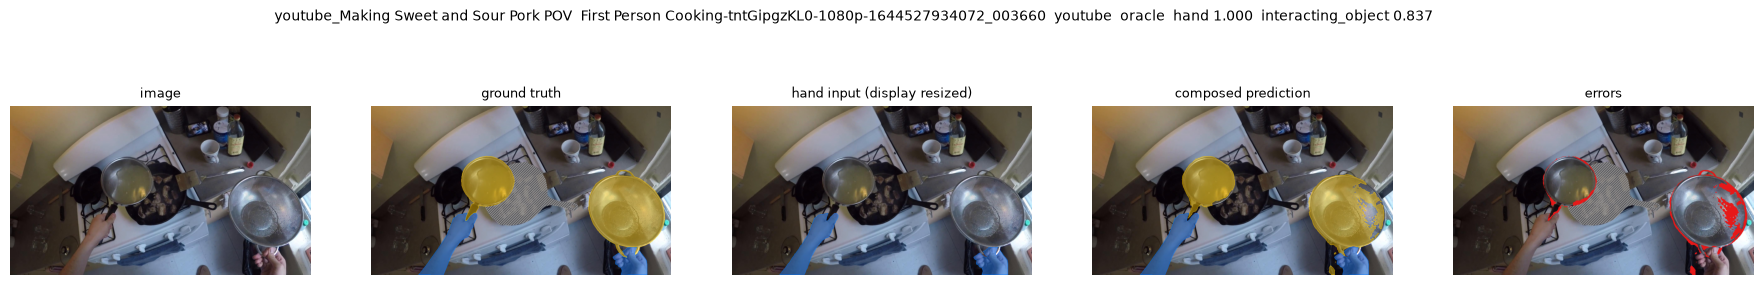 youtube_Making Sweet and Sour Pork POV  First Person Cooking-tntGipgzKL0-1080p-1644527934072_003660  youtube  oracle  hand 1.000  interacting_object 0.837
image
ground truth
hand input (display resized)
composed prediction
errors